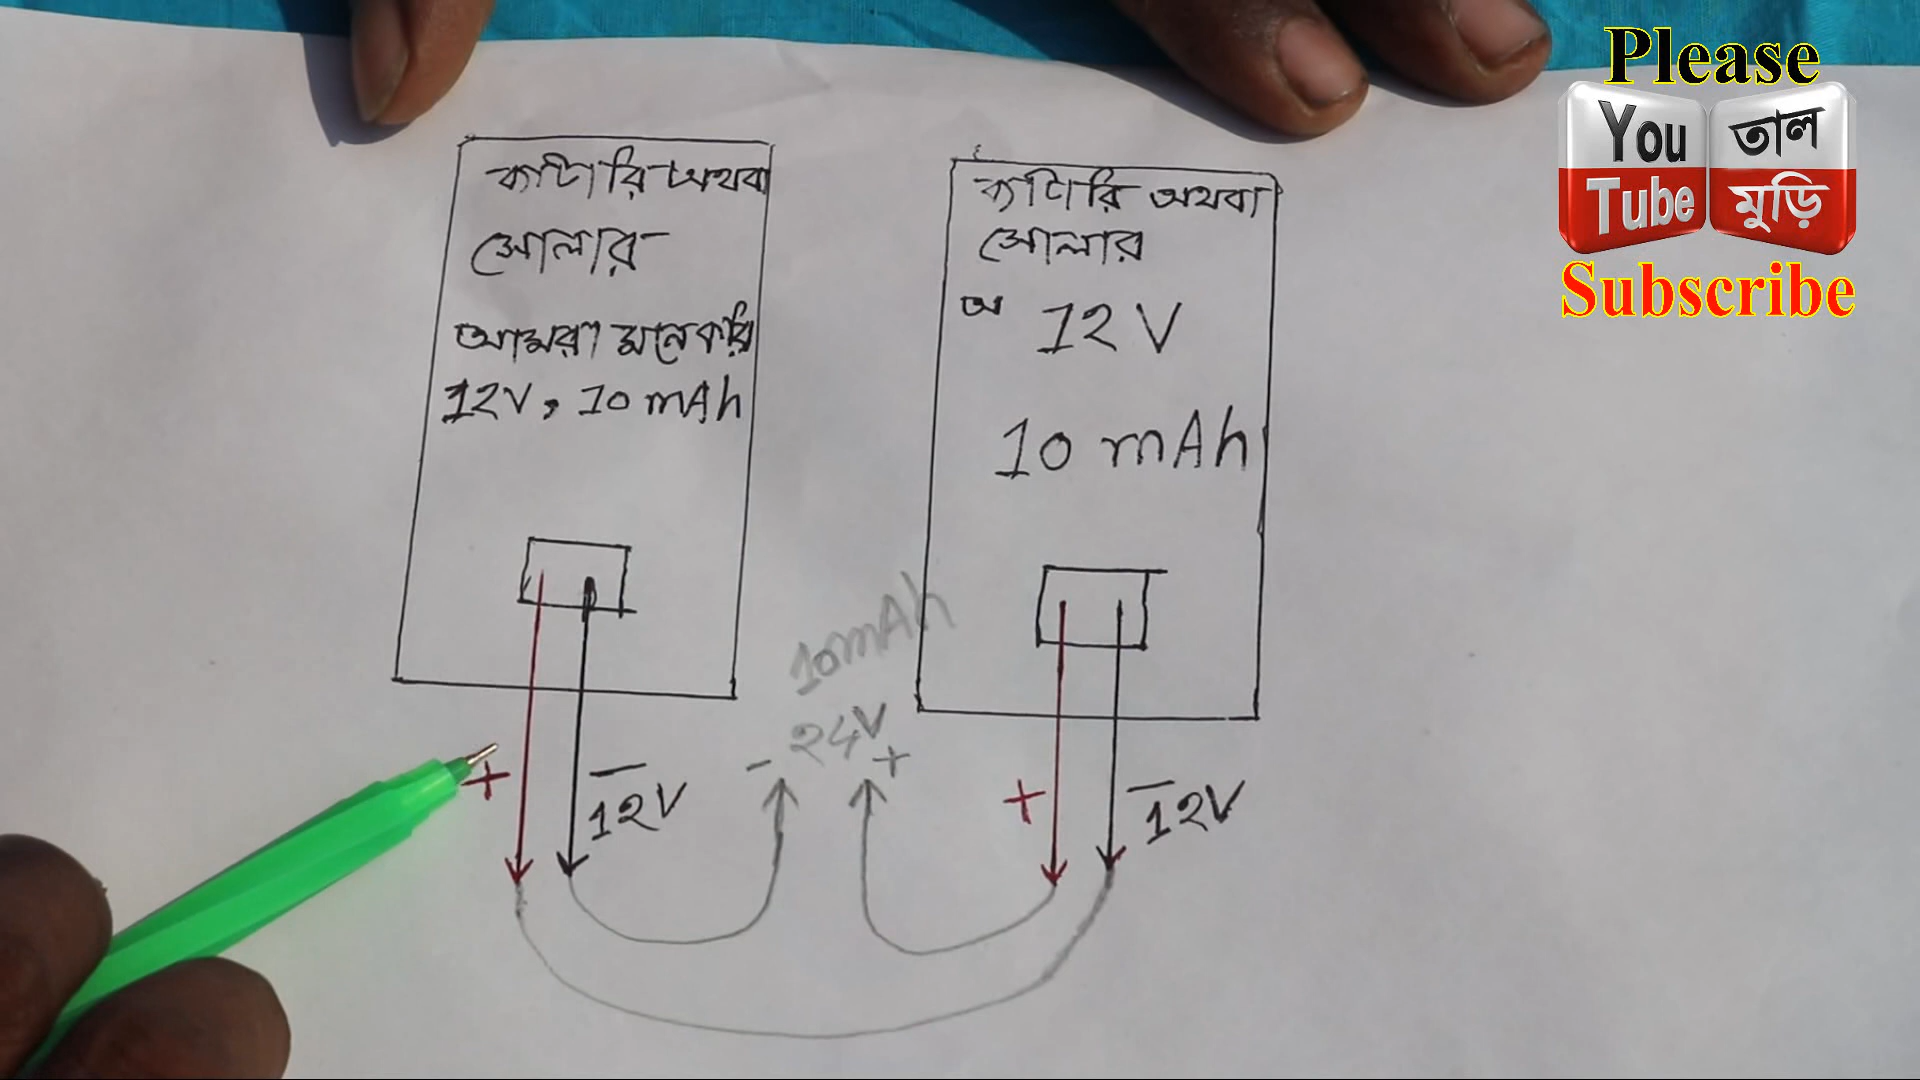 ব্যাটারি অথবা
সোলার
আমরা মনেকরি
12V, 10 mAh
+
− 12V
ব্যাটারি অথবা
সোলার
অ 12 V
10 mAh
+
− 12V
10mAh
24V
− +
Please
You
Tube
তাল
মুড়ি
Subscribe